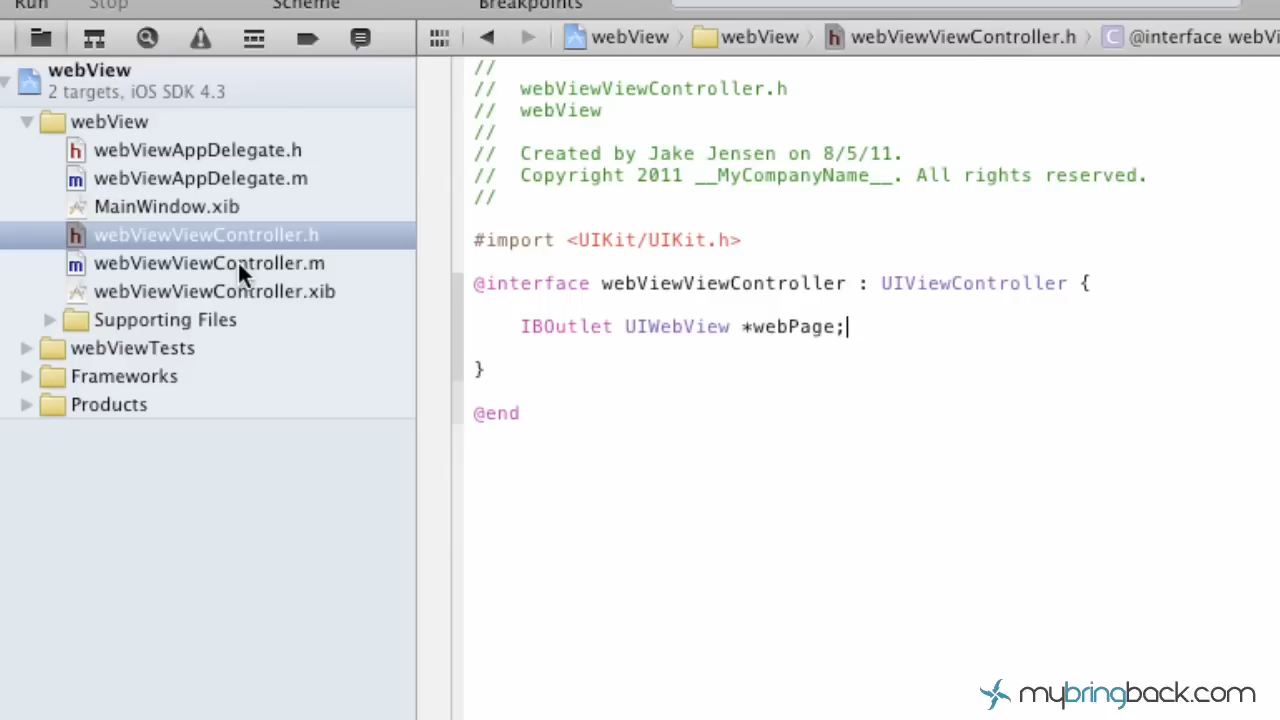 Run Stop Scheme Breakpoints
webView webView webViewViewController.h @interface webV
webView
2 targets, iOS SDK 4.3
webView
webViewAppDelegate.h
webViewAppDelegate.m
MainWindow.xib
webViewViewController.h
webViewViewController.m
webViewViewController.xib
Supporting Files
webViewTests
Frameworks
Products
//
// webViewViewController.h
// webView
//
// Created by Jake Jensen on 8/5/11.
// Copyright 2011 __MyCompanyName__. All rights reserved.
//
#import <UIKit/UIKit.h>
@interface webViewViewController : UIViewController {
IBOutlet UIWebView *webPage;
}
@end
mybringback.com